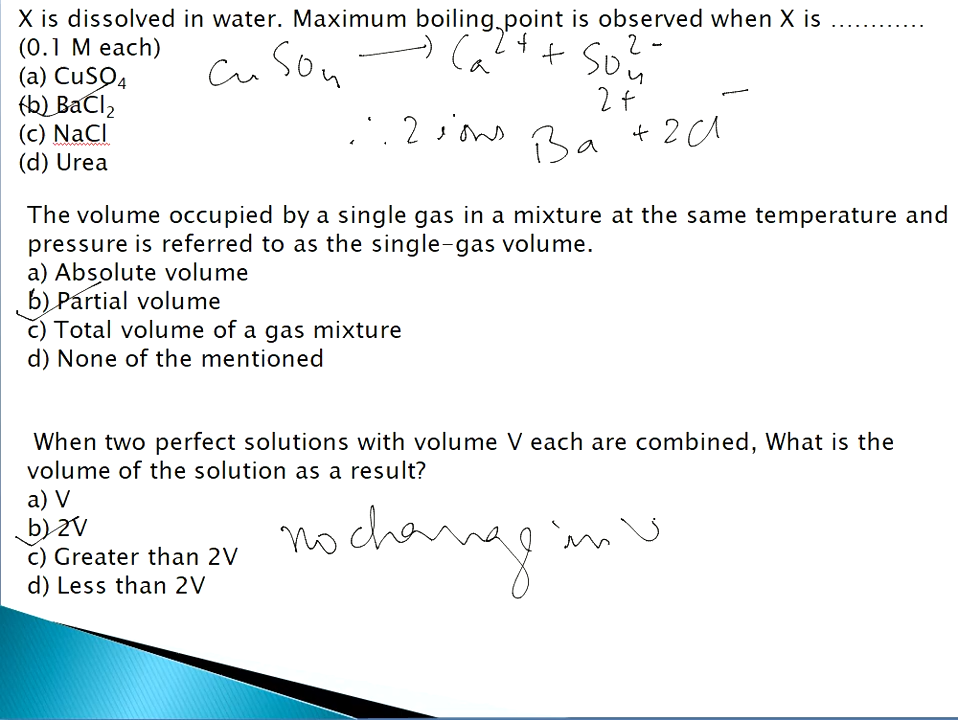 X is dissolved in water. Maximum boiling point is observed when X is …………
(0.1 M each)
CuSO₄ ⟶ Ca²⁺ + SO₄²⁻
(a) CuSO₄
(b) BaCl₂
∴ 2 ions Ba²⁺ + 2Cl⁻
(c) NaCl
(d) Urea
The volume occupied by a single gas in a mixture at the same temperature and
pressure is referred to as the single-gas volume.
a) Absolute volume
b) Partial volume
c) Total volume of a gas mixture
d) None of the mentioned
When two perfect solutions with volume V each are combined, What is the
volume of the solution as a result?
a) V
b) 2V
no chang in V
c) Greater than 2V
d) Less than 2V